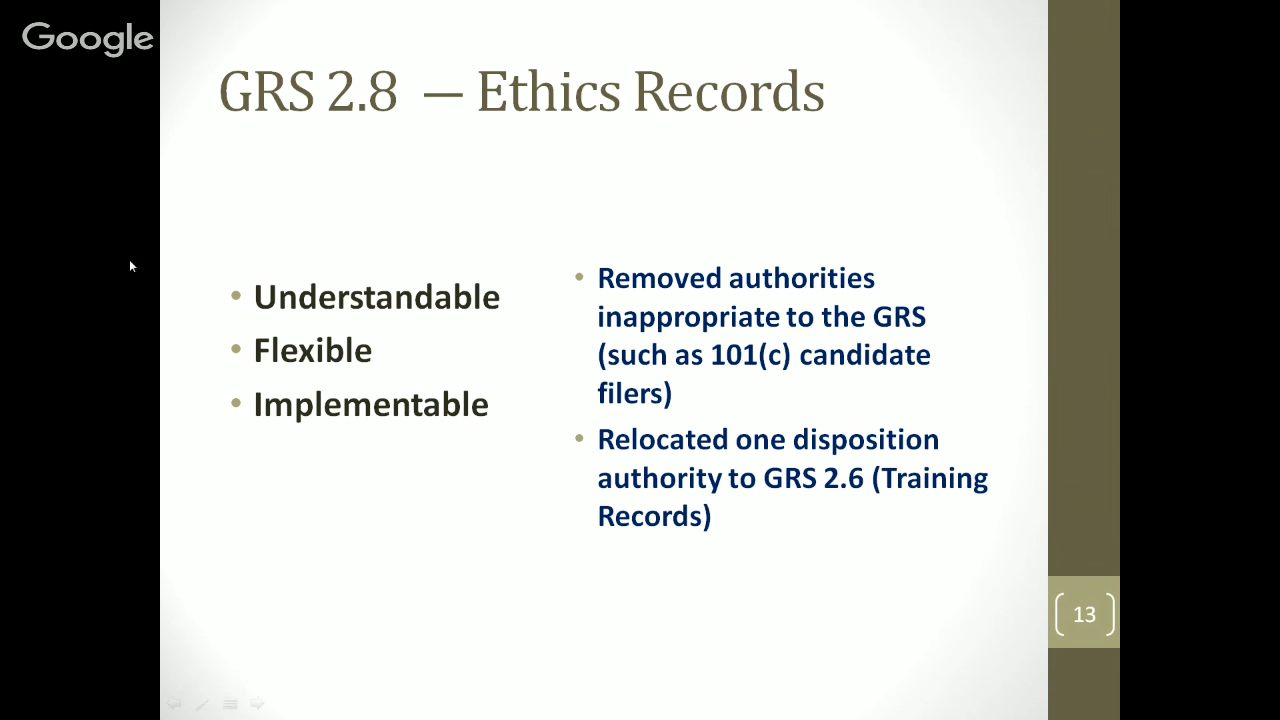 Google
GRS 2.8 — Ethics Records
• Understandable
• Flexible
• Implementable
• Removed authorities
inappropriate to the GRS
(such as 101(c) candidate
filers)
• Relocated one disposition
authority to GRS 2.6 (Training
Records)
13